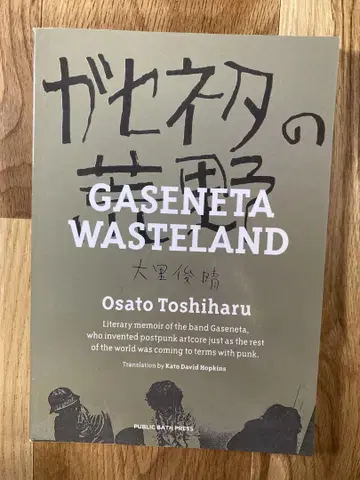 ガセネタの
荒野
GASENETA
WASTELAND
大里俊晴
Osato Toshiharu
Literary memoir of the band Gaseneta,
who invented postpunk artcore just as the rest
of the world was coming to terms with punk.
Translation by Kato David Hopkins
PUBLIC BATH PRESS